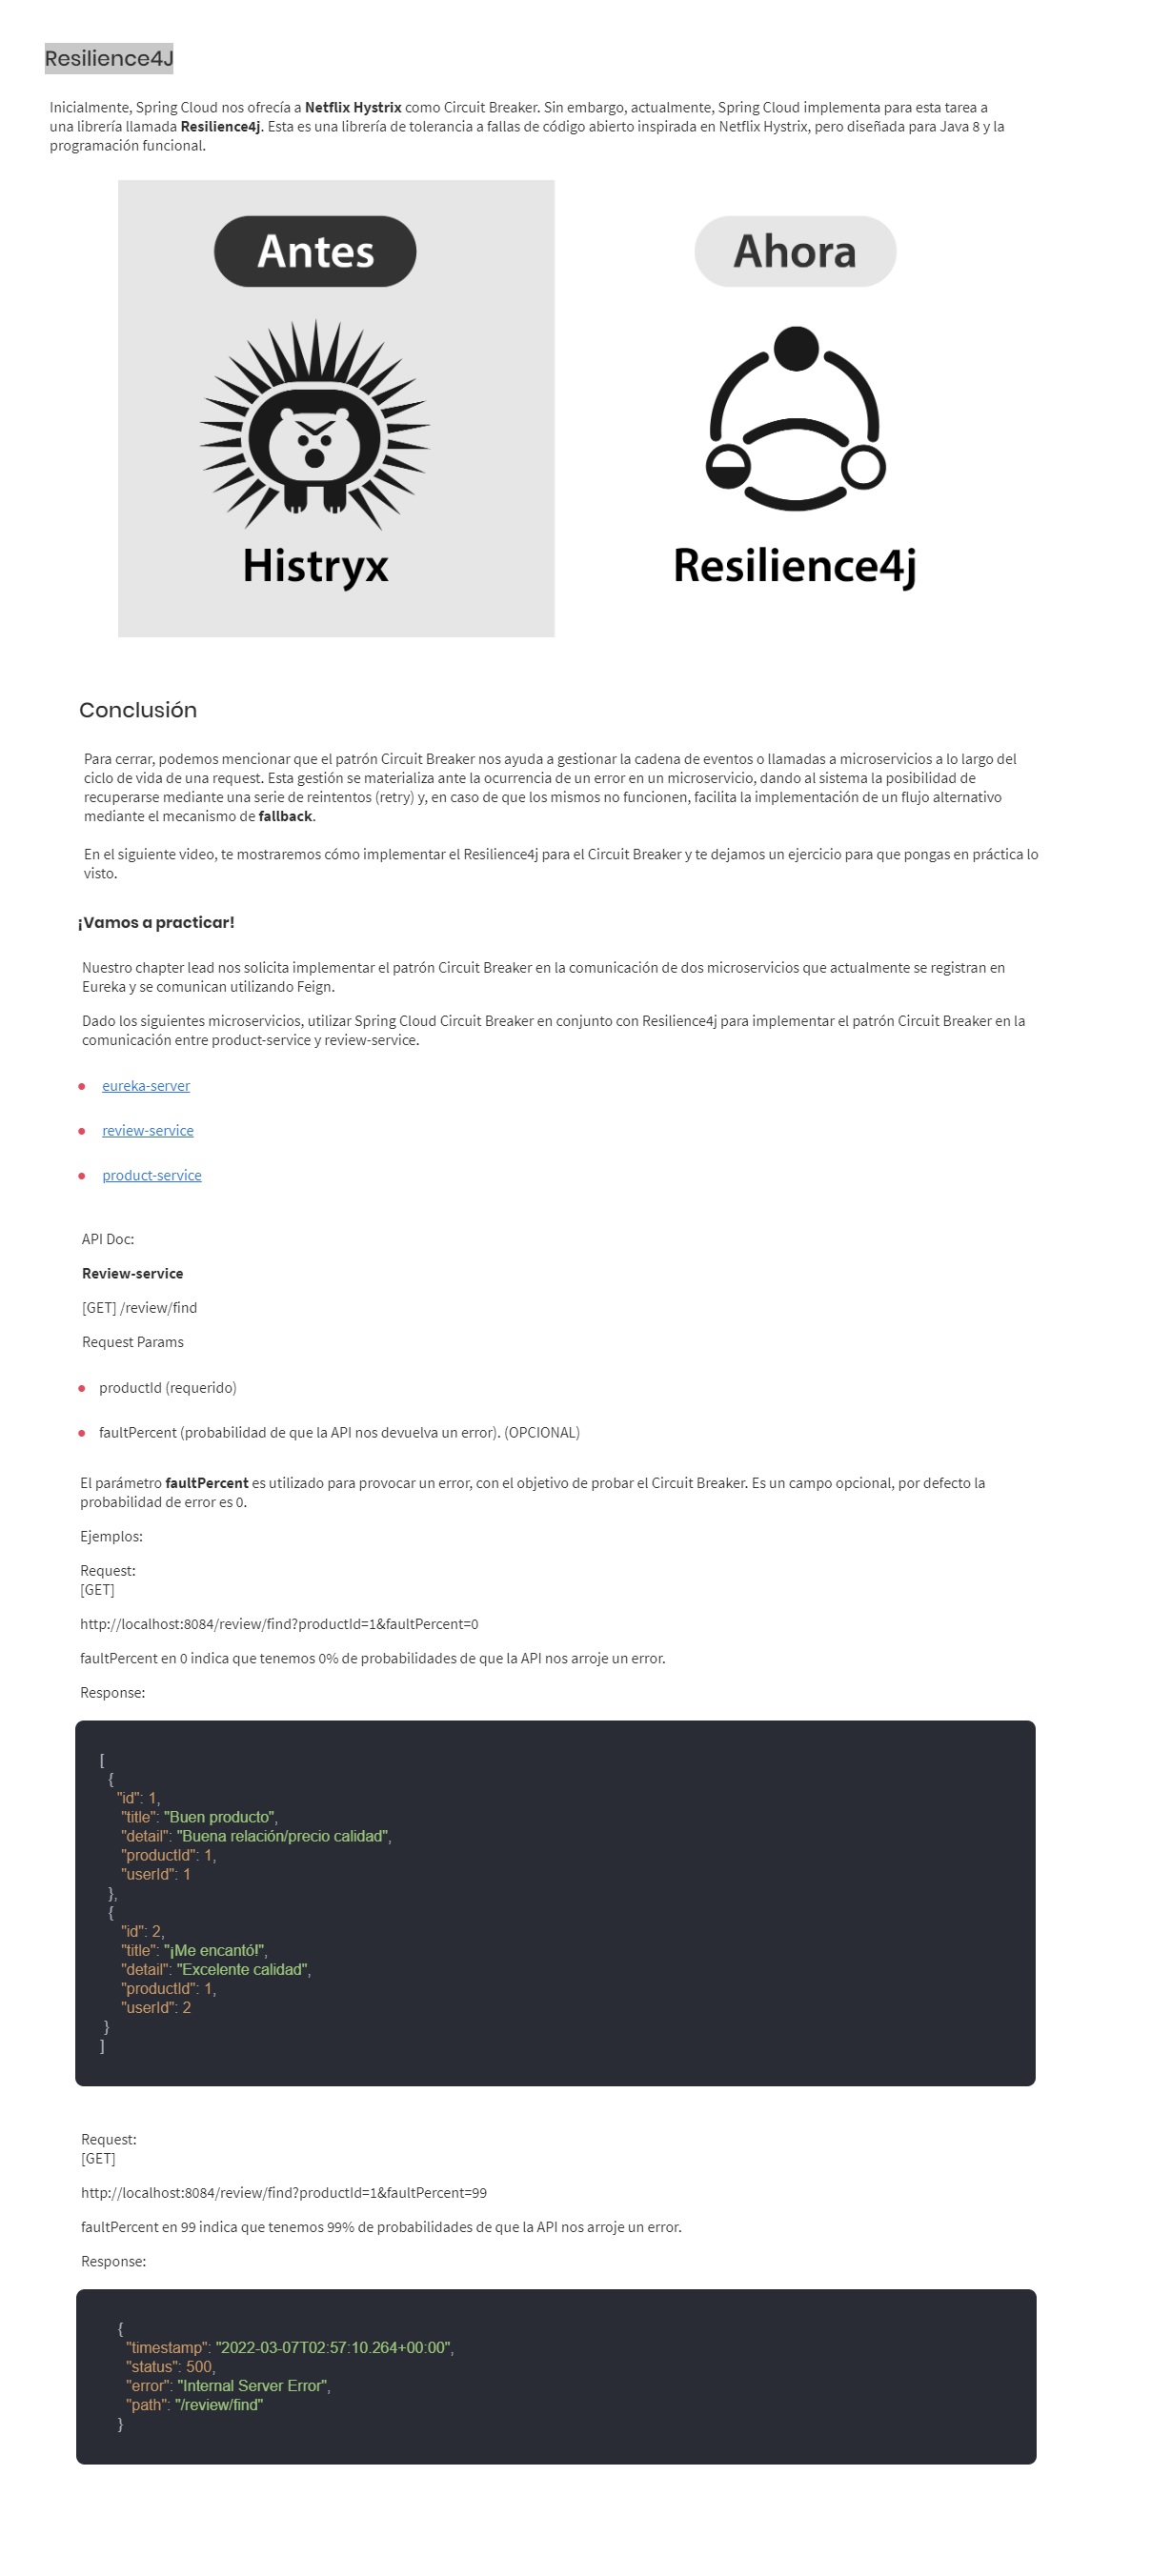 Resilience4J
Inicialmente, Spring Cloud nos ofrecía a Netflix Hystrix como Circuit Breaker. Sin embargo, actualmente, Spring Cloud implementa para esta tarea a
una librería llamada Resilience4j. Esta es una librería de tolerancia a fallas de código abierto inspirada en Netflix Hystrix, pero diseñada para Java 8 y la
programación funcional.
Antes
Histryx
Ahora
Resilience4j
Conclusión
Para cerrar, podemos mencionar que el patrón Circuit Breaker nos ayuda a gestionar la cadena de eventos o llamadas a microservicios a lo largo del
ciclo de vida de una request. Esta gestión se materializa ante la ocurrencia de un error en un microservicio, dando al sistema la posibilidad de
recuperarse mediante una serie de reintentos (retry) y, en caso de que los mismos no funcionen, facilita la implementación de un flujo alternativo
mediante el mecanismo de fallback.
En el siguiente video, te mostraremos cómo implementar el Resilience4j para el Circuit Breaker y te dejamos un ejercicio para que pongas en práctica lo
visto.
¡Vamos a practicar!
Nuestro chapter lead nos solicita implementar el patrón Circuit Breaker en la comunicación de dos microservicios que actualmente se registran en
Eureka y se comunican utilizando Feign.
Dado los siguientes microservicios, utilizar Spring Cloud Circuit Breaker en conjunto con Resilience4j para implementar el patrón Circuit Breaker en la
comunicación entre product-service y review-service.
• eureka-server
• review-service
• product-service
API Doc:
Review-service
[GET] /review/find
Request Params
• productId (requerido)
• faultPercent (probabilidad de que la API nos devuelva un error). (OPCIONAL)
El parámetro faultPercent es utilizado para provocar un error, con el objetivo de probar el Circuit Breaker. Es un campo opcional, por defecto la
probabilidad de error es 0.
Ejemplos:
Request:
[GET]
http://localhost:8084/review/find?productId=1&faultPercent=0
faultPercent en 0 indica que tenemos 0% de probabilidades de que la API nos arroje un error.
Response:
[
{
"id": 1,
"title": "Buen producto",
"detail": "Buena relación/precio calidad",
"productId": 1,
"userId": 1
},
{
"id": 2,
"title": "¡Me encantó!",
"detail": "Excelente calidad",
"productId": 1,
"userId": 2
}
]
Request:
[GET]
http://localhost:8084/review/find?productId=1&faultPercent=99
faultPercent en 99 indica que tenemos 99% de probabilidades de que la API nos arroje un error.
Response:
{
"timestamp": "2022-03-07T02:57:10.264+00:00",
"status": 500,
"error": "Internal Server Error",
"path": "/review/find"
}